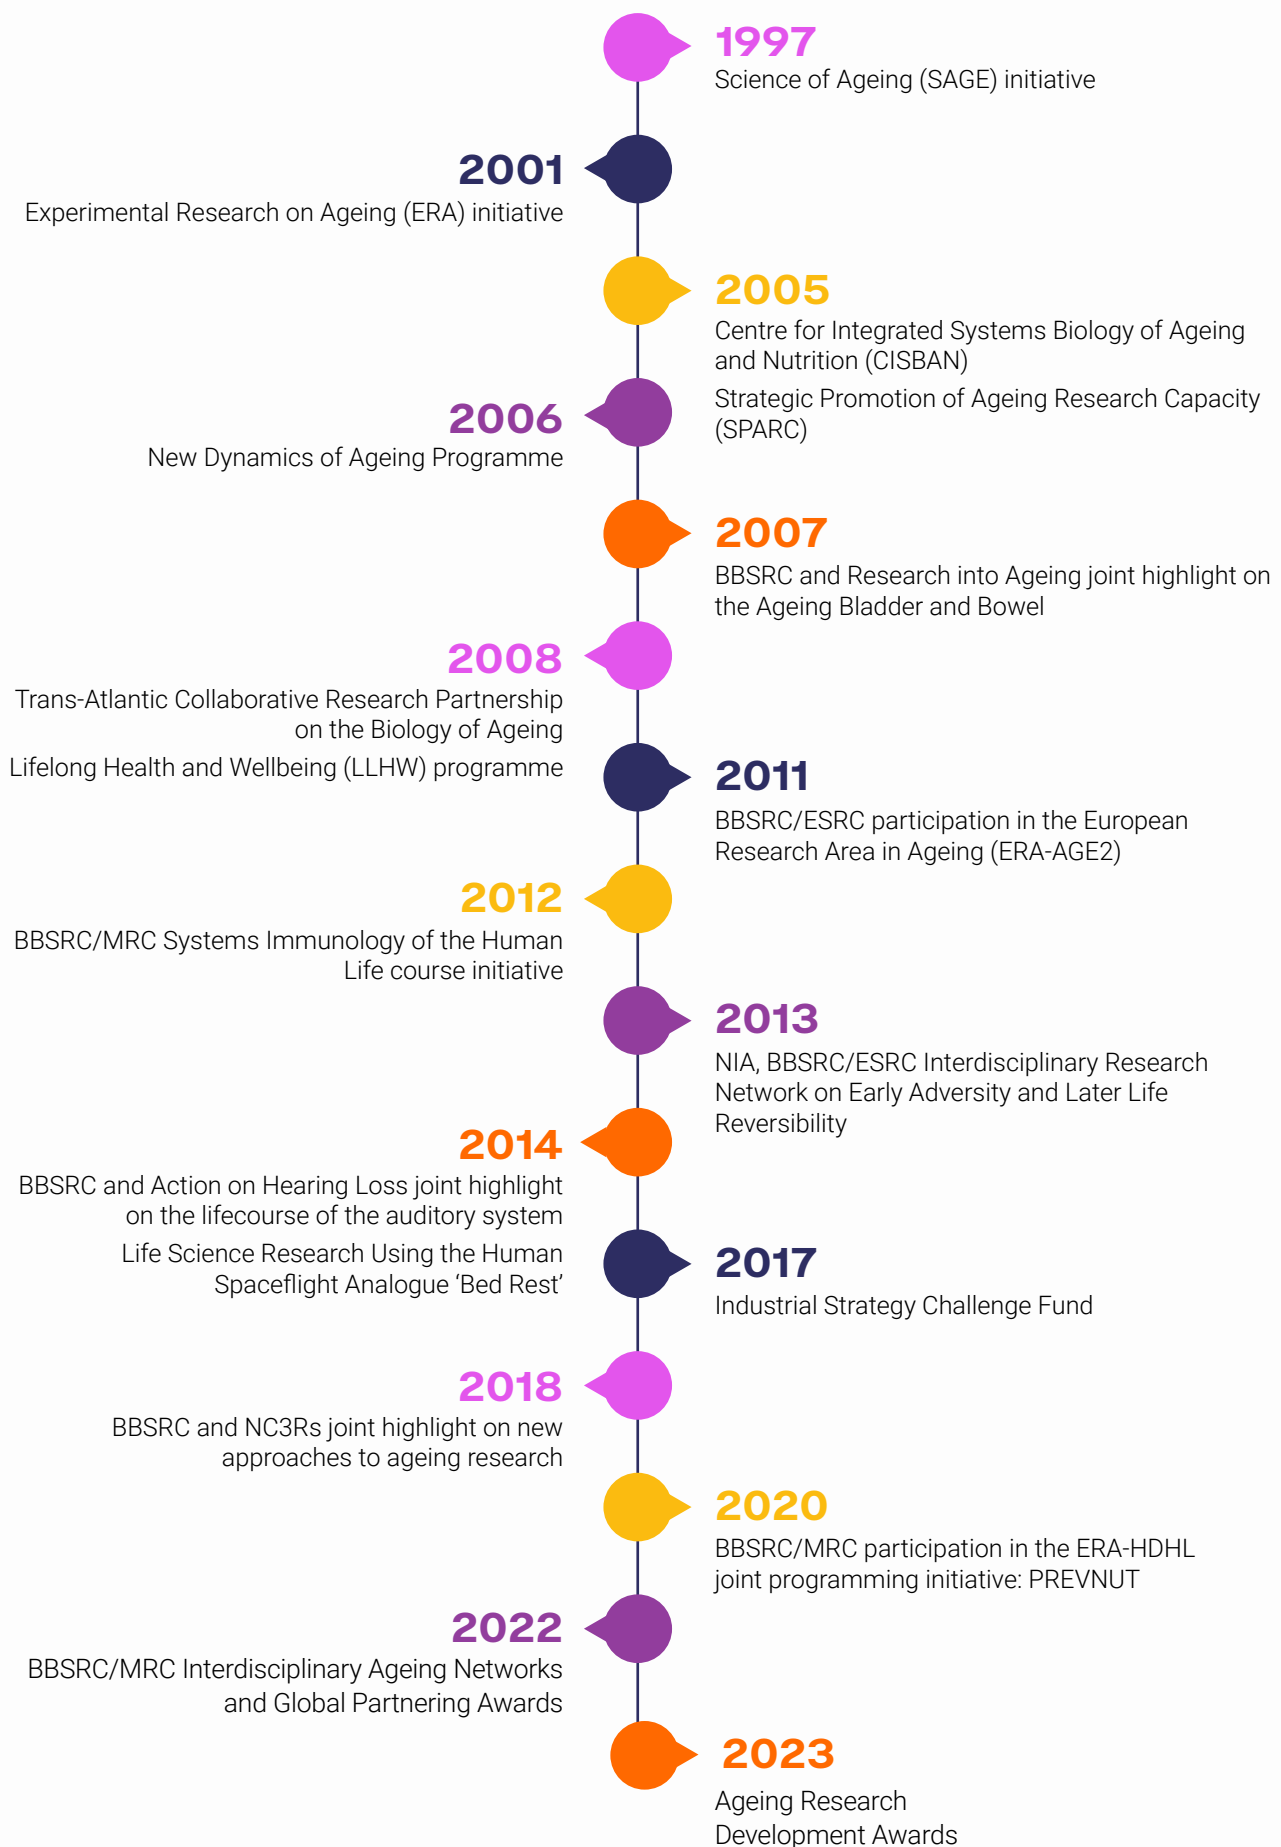 1997
Science of Ageing (SAGE) initiative
2001
Experimental Research on Ageing (ERA) initiative
2005
Centre for Integrated Systems Biology of Ageing
and Nutrition (CISBAN)
Strategic Promotion of Ageing Research Capacity
(SPARC)
2006
New Dynamics of Ageing Programme
2007
BBSRC and Research into Ageing joint highlight on
the Ageing Bladder and Bowel
2008
Trans-Atlantic Collaborative Research Partnership
on the Biology of Ageing
Lifelong Health and Wellbeing (LLHW) programme
2011
BBSRC/ESRC participation in the European
Research Area in Ageing (ERA-AGE2)
2012
BBSRC/MRC Systems Immunology of the Human
Life course initiative
2013
NIA, BBSRC/ESRC Interdisciplinary Research
Network on Early Adversity and Later Life
Reversibility
2014
BBSRC and Action on Hearing Loss joint highlight
on the lifecourse of the auditory system
Life Science Research Using the Human
Spaceflight Analogue ‘Bed Rest’
2017
Industrial Strategy Challenge Fund
2018
BBSRC and NC3Rs joint highlight on new
approaches to ageing research
2020
BBSRC/MRC participation in the ERA-HDHL
joint programming initiative: PREVNUT
2022
BBSRC/MRC Interdisciplinary Ageing Networks
and Global Partnering Awards
2023
Ageing Research
Development Awards